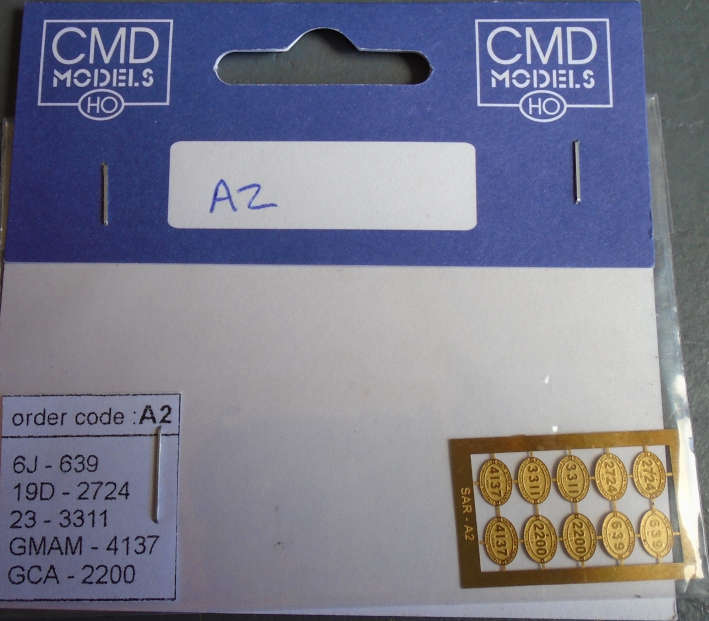 CMD
MODELS
HO
CMD
MODELS
HO
A2
order code : A2
6J - 639
19D - 2724
23 - 3311
GMAM - 4137
GCA - 2200
SAR - A2
4137
3311
3311
2724
2724
4137
2200
2200
639
639